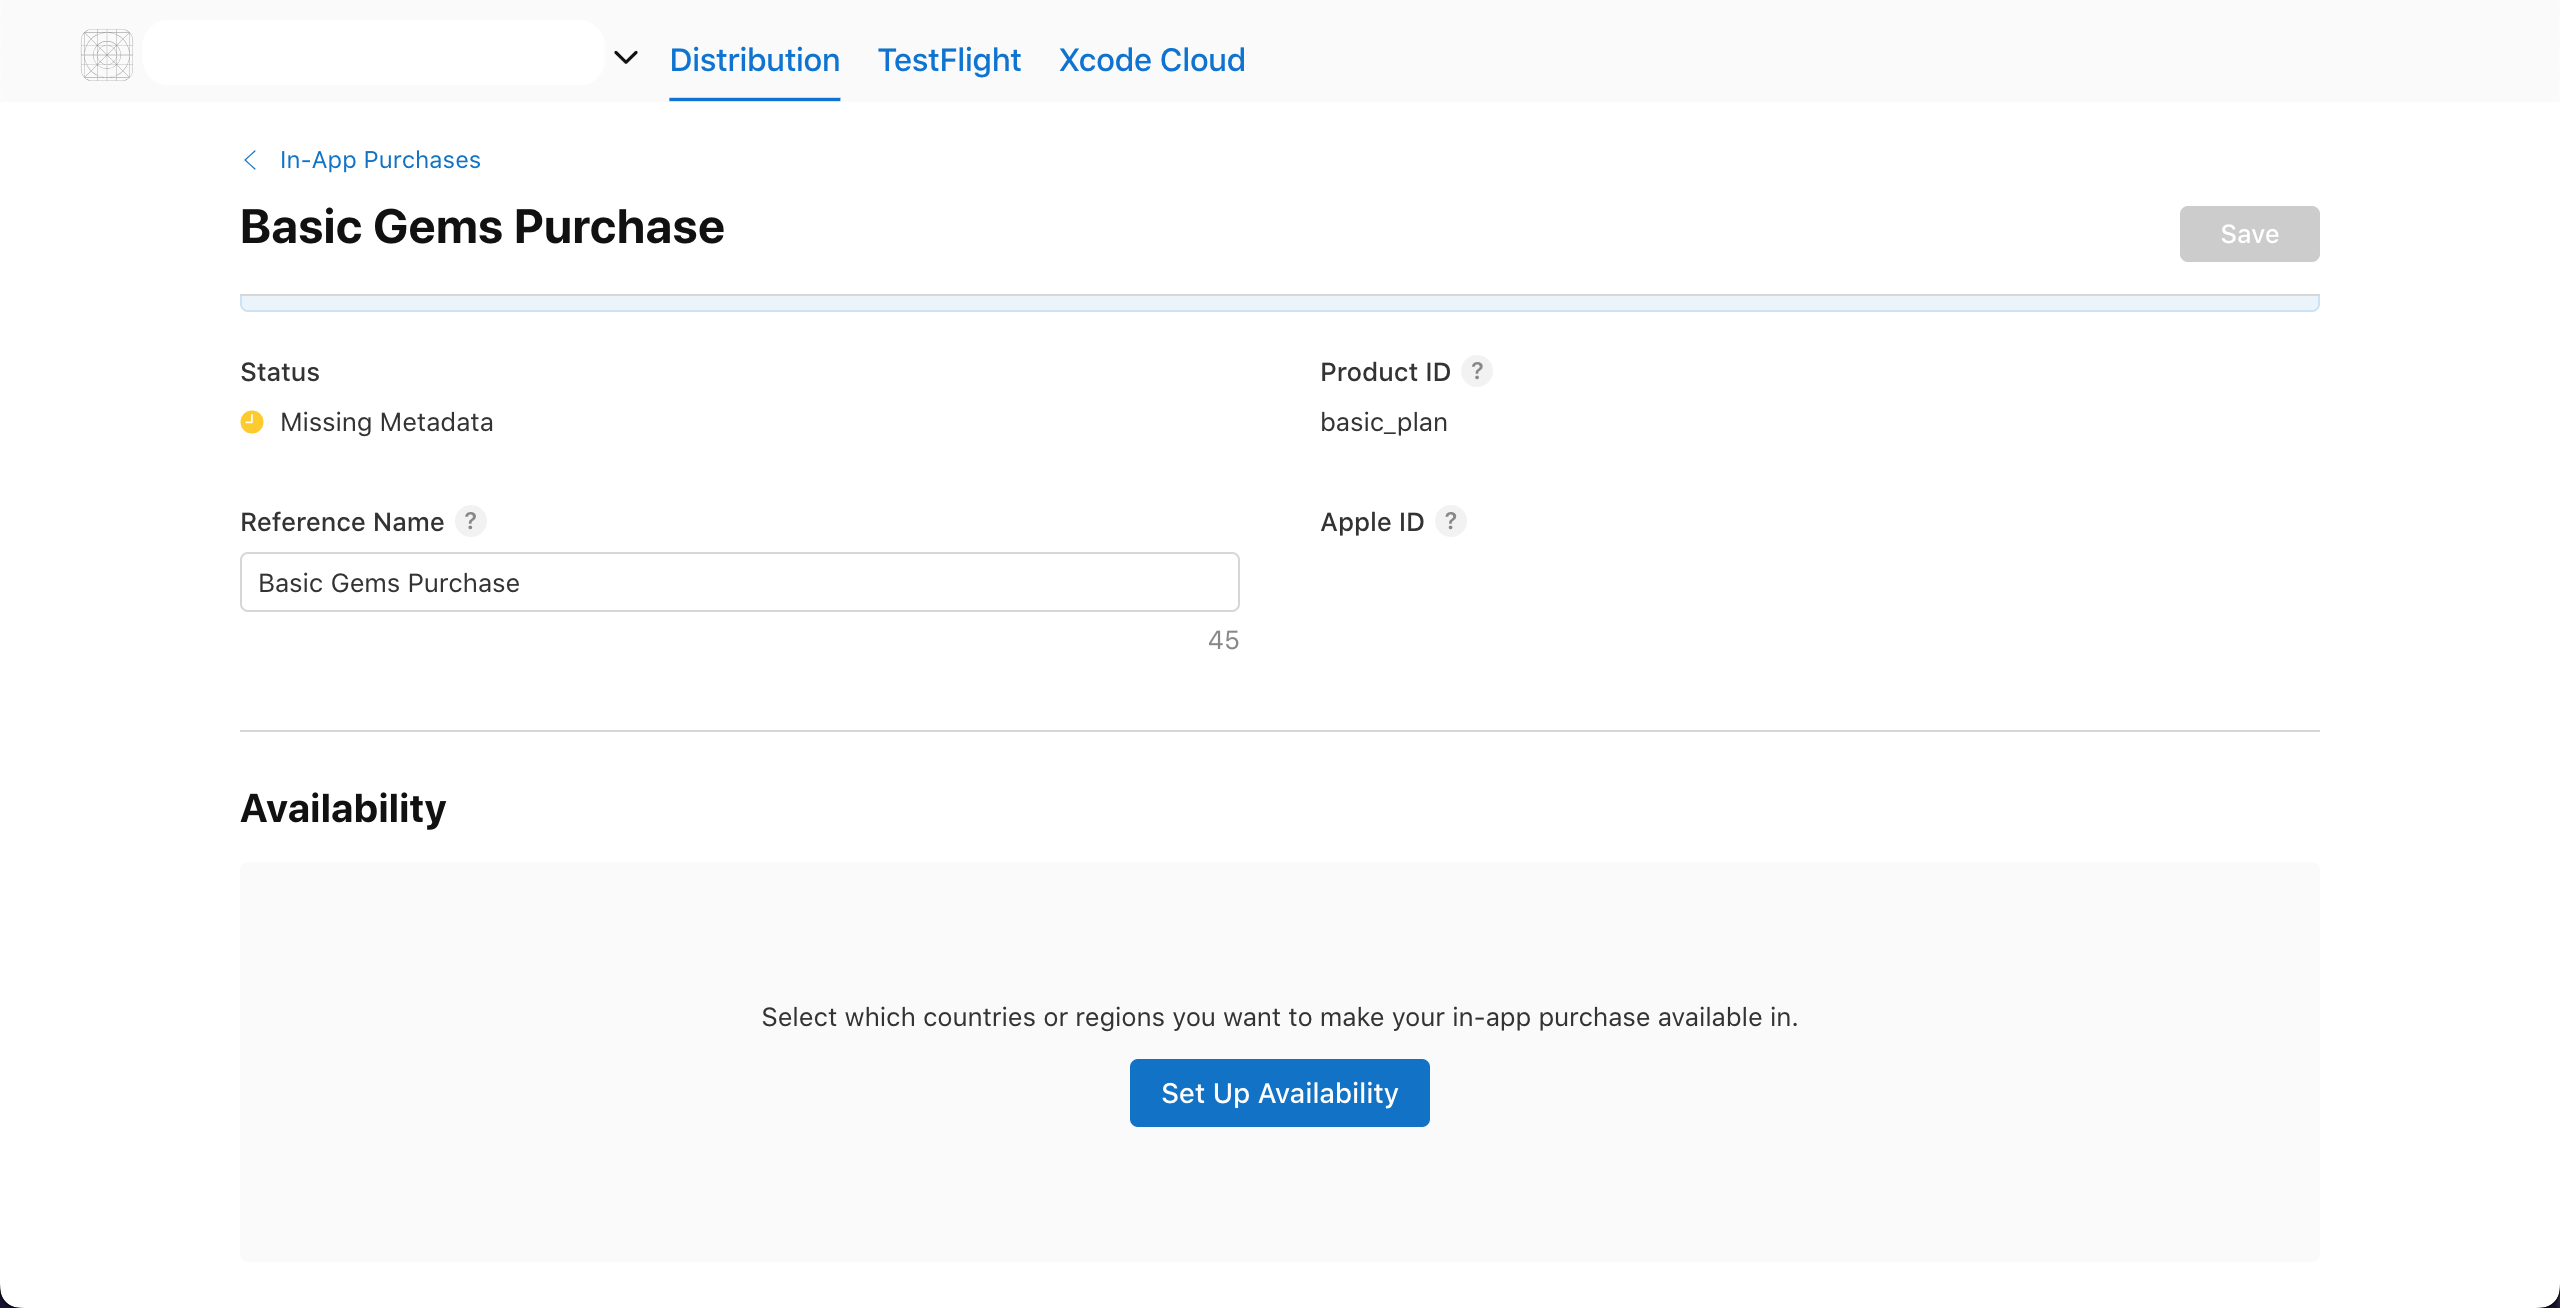 Distribution TestFlight Xcode Cloud
In-App Purchases
Basic Gems Purchase
Save
Status
Missing Metadata
Product ID ?
basic_plan
Reference Name ?
Basic Gems Purchase
45
Apple ID ?
Availability
Select which countries or regions you want to make your in-app purchase available in.
Set Up Availability